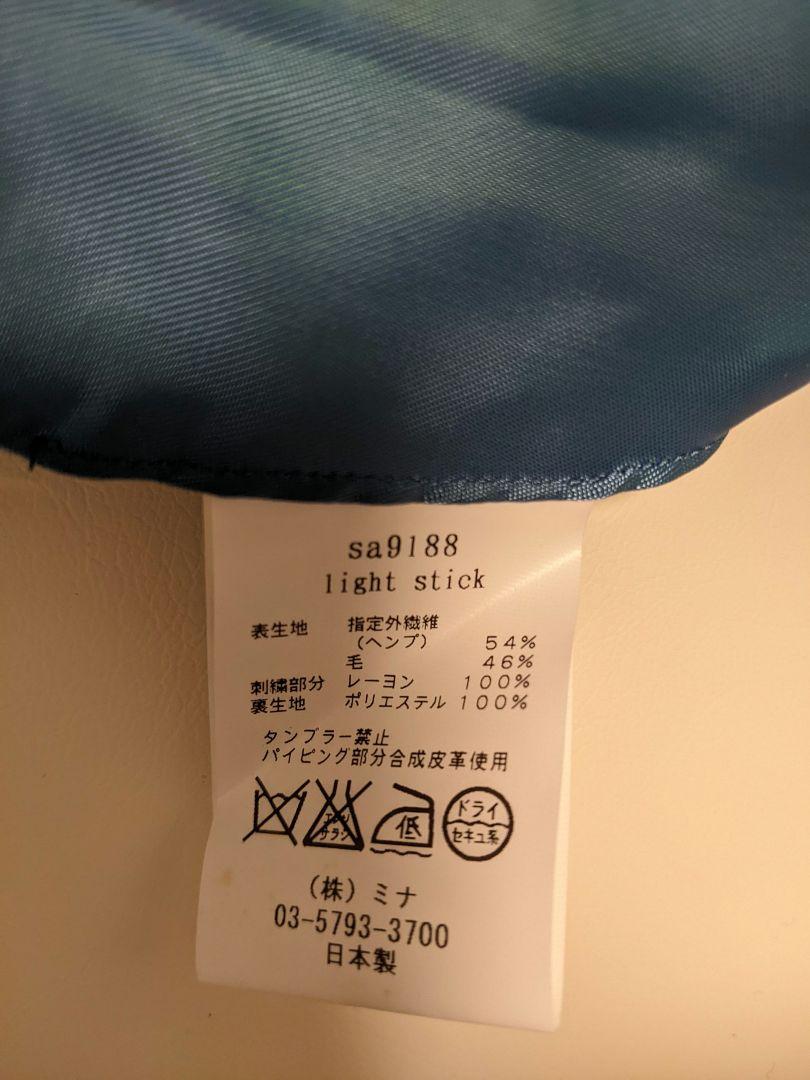 sa9188
light stick
表生地 指定外繊維
(ヘンプ) 54%
毛 46%
刺繍部分 レーヨン 100%
裏生地 ポリエステル 100%
タンブラー禁止
パイピング部分合成皮革使用
エンソ
サラシ
低
ドライ
セキユ系
(株)ミナ
03-5793-3700
日本製